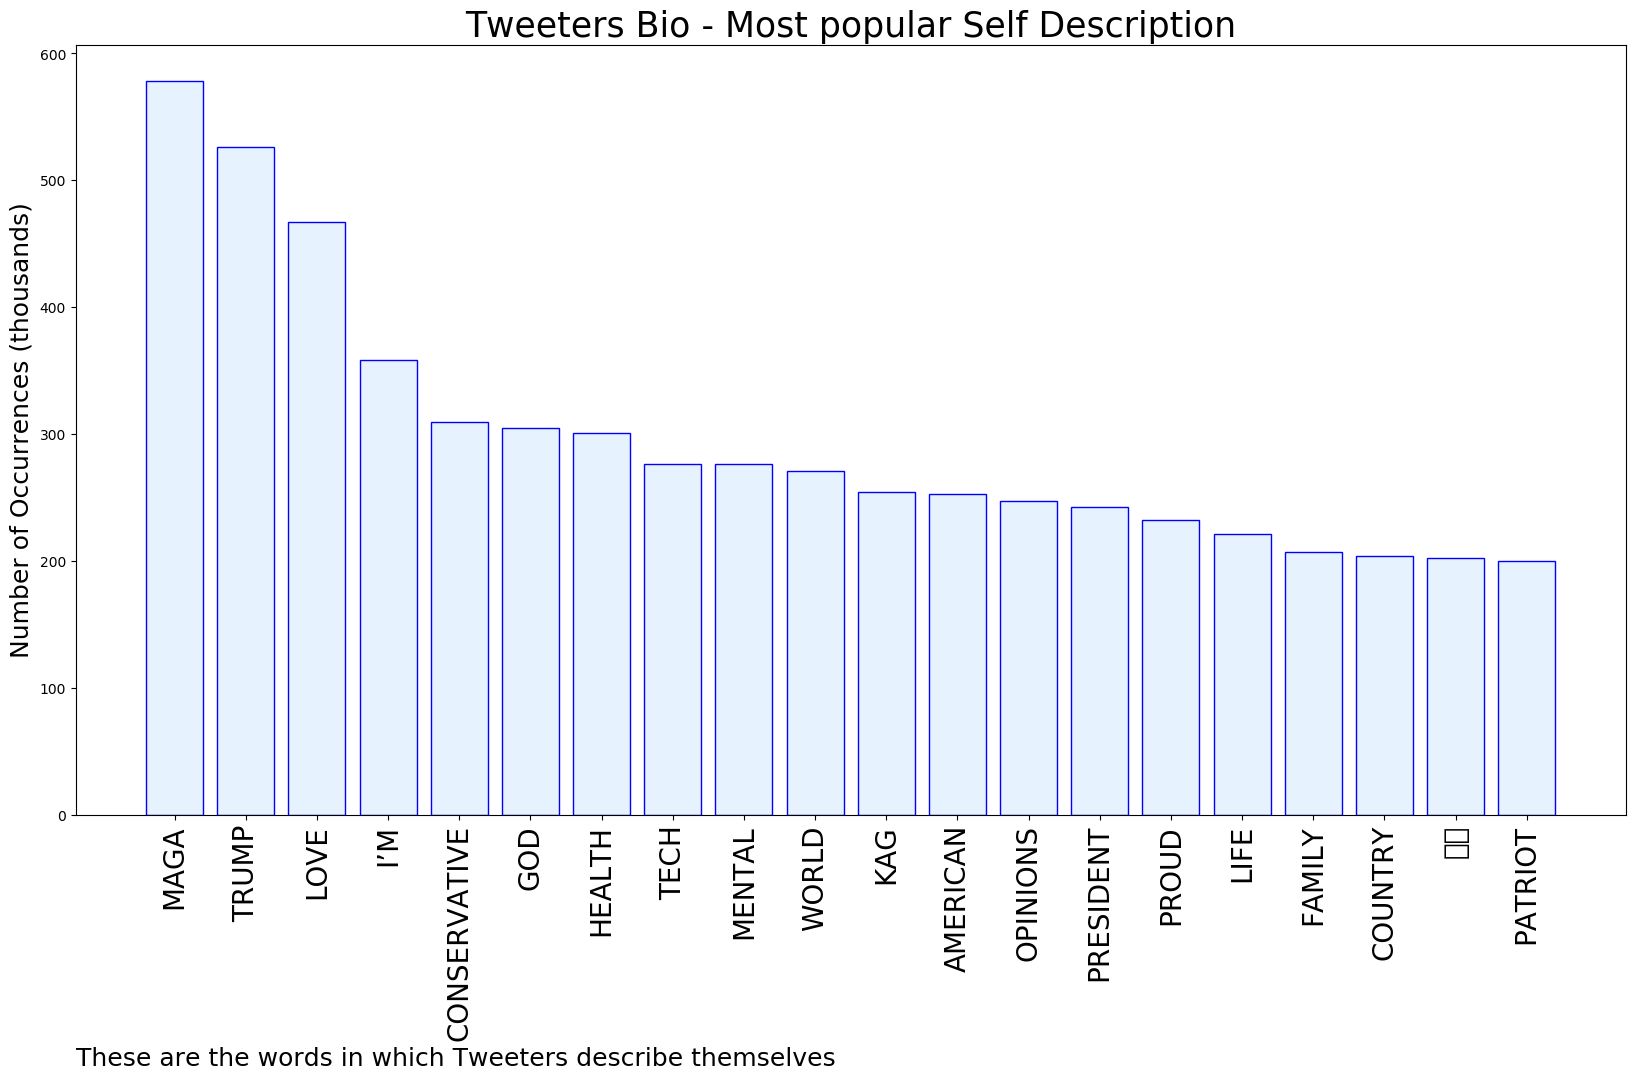 Tweeters Bio - Most popular Self Description
Number of Occurrences (thousands)
600
500
400
300
200
100
0
MAGA
TRUMP
LOVE
I’M
CONSERVATIVE
GOD
HEALTH
TECH
MENTAL
WORLD
KAG
AMERICAN
OPINIONS
PRESIDENT
PROUD
LIFE
FAMILY
COUNTRY
PATRIOT
These are the words in which Tweeters describe themselves